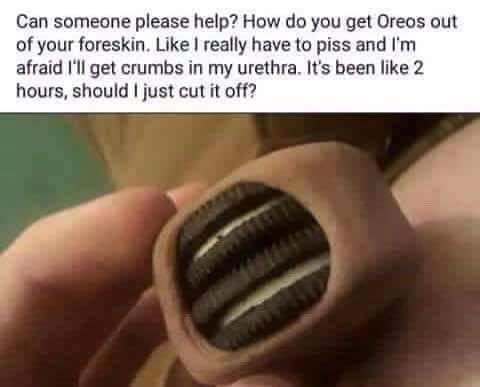 Can someone please help? How do you get Oreos out
of your foreskin. Like I really have to piss and I'm
afraid I'll get crumbs in my urethra. It's been like 2
hours, should I just cut it off?